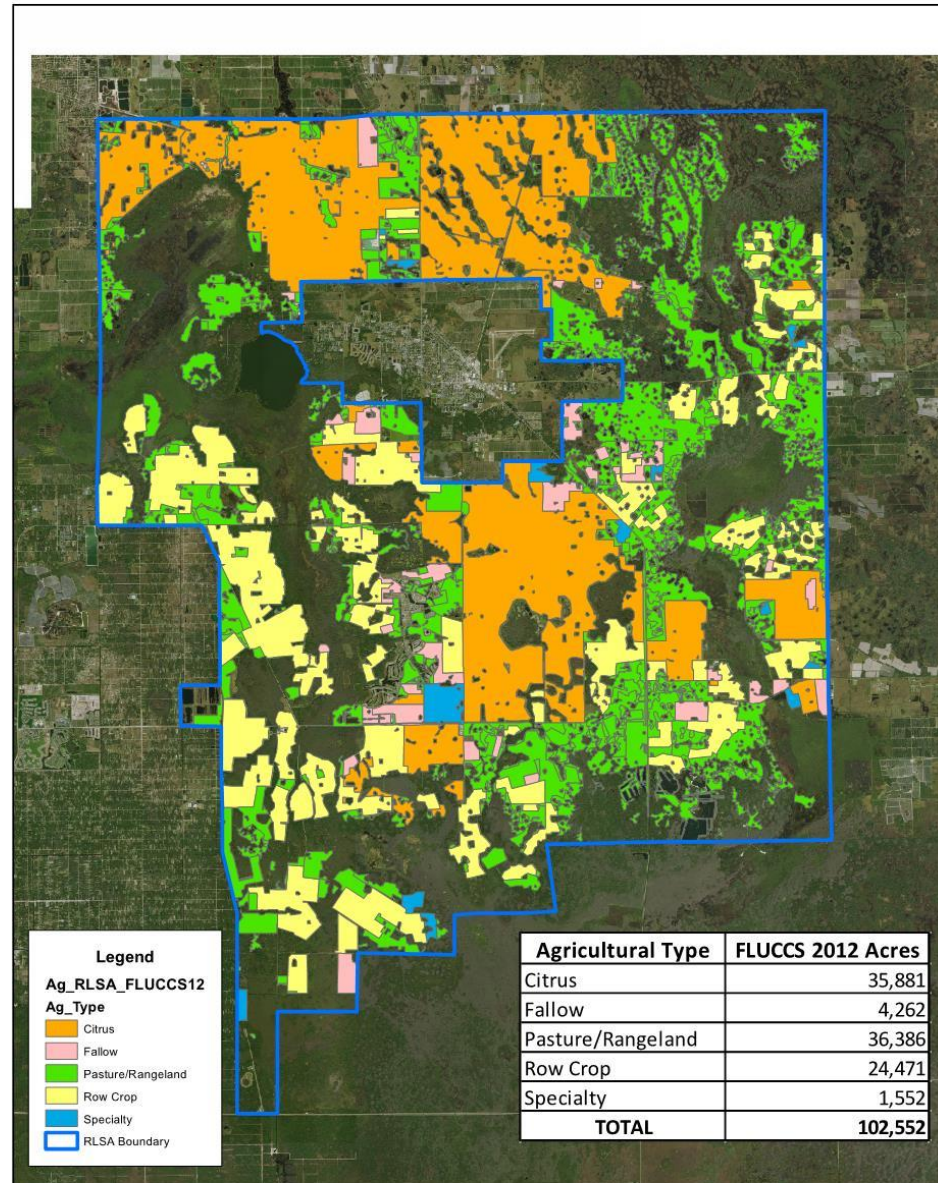 Legend
Ag_RLSA_FLUCCS12
Ag_Type
Citrus
Fallow
Pasture/Rangeland
Row Crop
Specialty
RLSA Boundary
Agricultural Type FLUCCS 2012 Acres
Citrus 35,881
Fallow 4,262
Pasture/Rangeland 36,386
Row Crop 24,471
Specialty 1,552
TOTAL 102,552